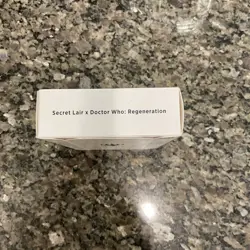 Secret Lair x Doctor Who: Regeneration